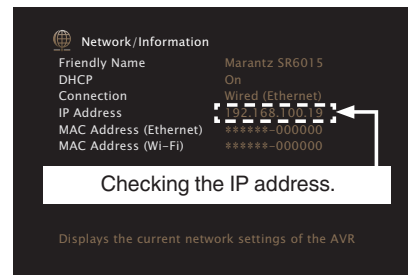 Network/Information
Friendly Name Marantz SR6015
DHCP On
Connection Wired (Ethernet)
IP Address 192.168.100.19
MAC Address (Ethernet) ******-000000
MAC Address (Wi-Fi) ******-000000
Checking the IP address.
Displays the current network settings of the AVR